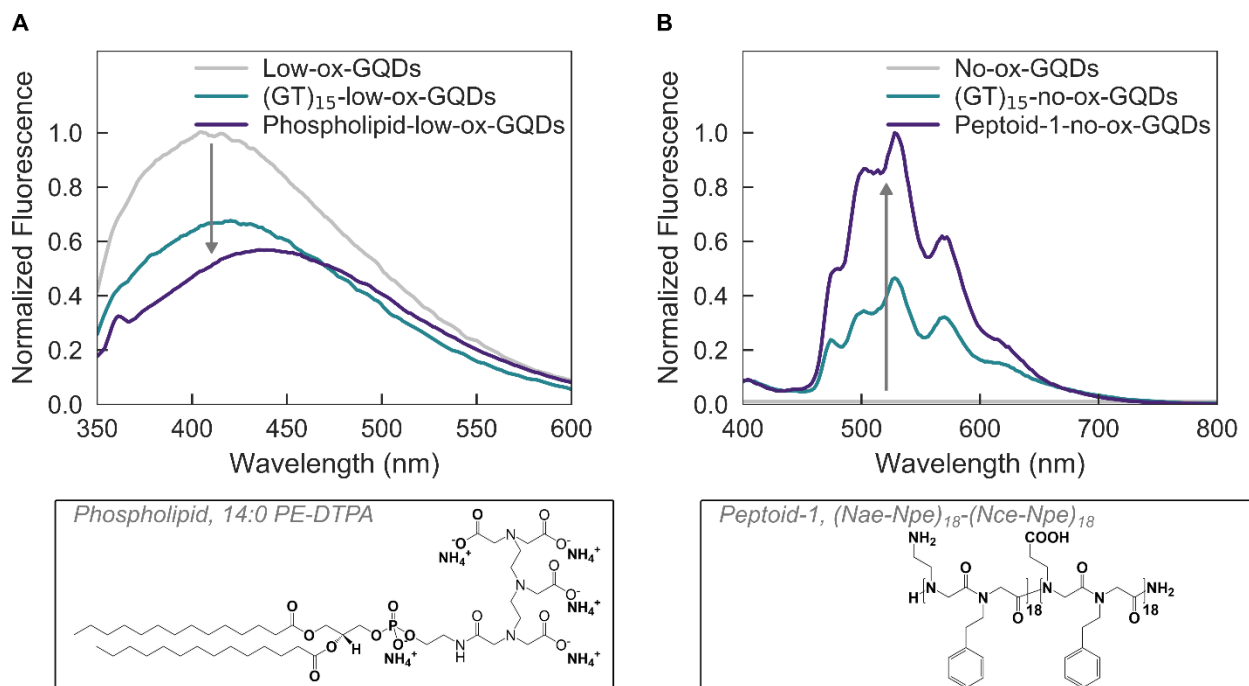 A
Normalized Fluorescence
1.0
0.8
0.6
0.4
0.2
0.0
350 400 450 500 550 600
Wavelength (nm)
Low-ox-GQDs
(GT)₁₅-low-ox-GQDs
Phospholipid-low-ox-GQDs
B
Normalized Fluorescence
1.0
0.8
0.6
0.4
0.2
0.0
400 500 600 700 800
Wavelength (nm)
No-ox-GQDs
(GT)₁₅-no-ox-GQDs
Peptoid-1-no-ox-GQDs
Phospholipid, 14:0 PE-DTPA
O O
O⁻ N O⁻
NH₄⁺ NH₄⁺
O
N O⁻
NH₄⁺
O O O O
O O P O N N O⁻
O H O⁻ H NH₄⁺
O NH₄⁺
Peptoid-1, (Nae-Npe)₁₈-(Nce-Npe)₁₈
NH₂ COOH
O O
H N N N N NH₂
O 18 O 18